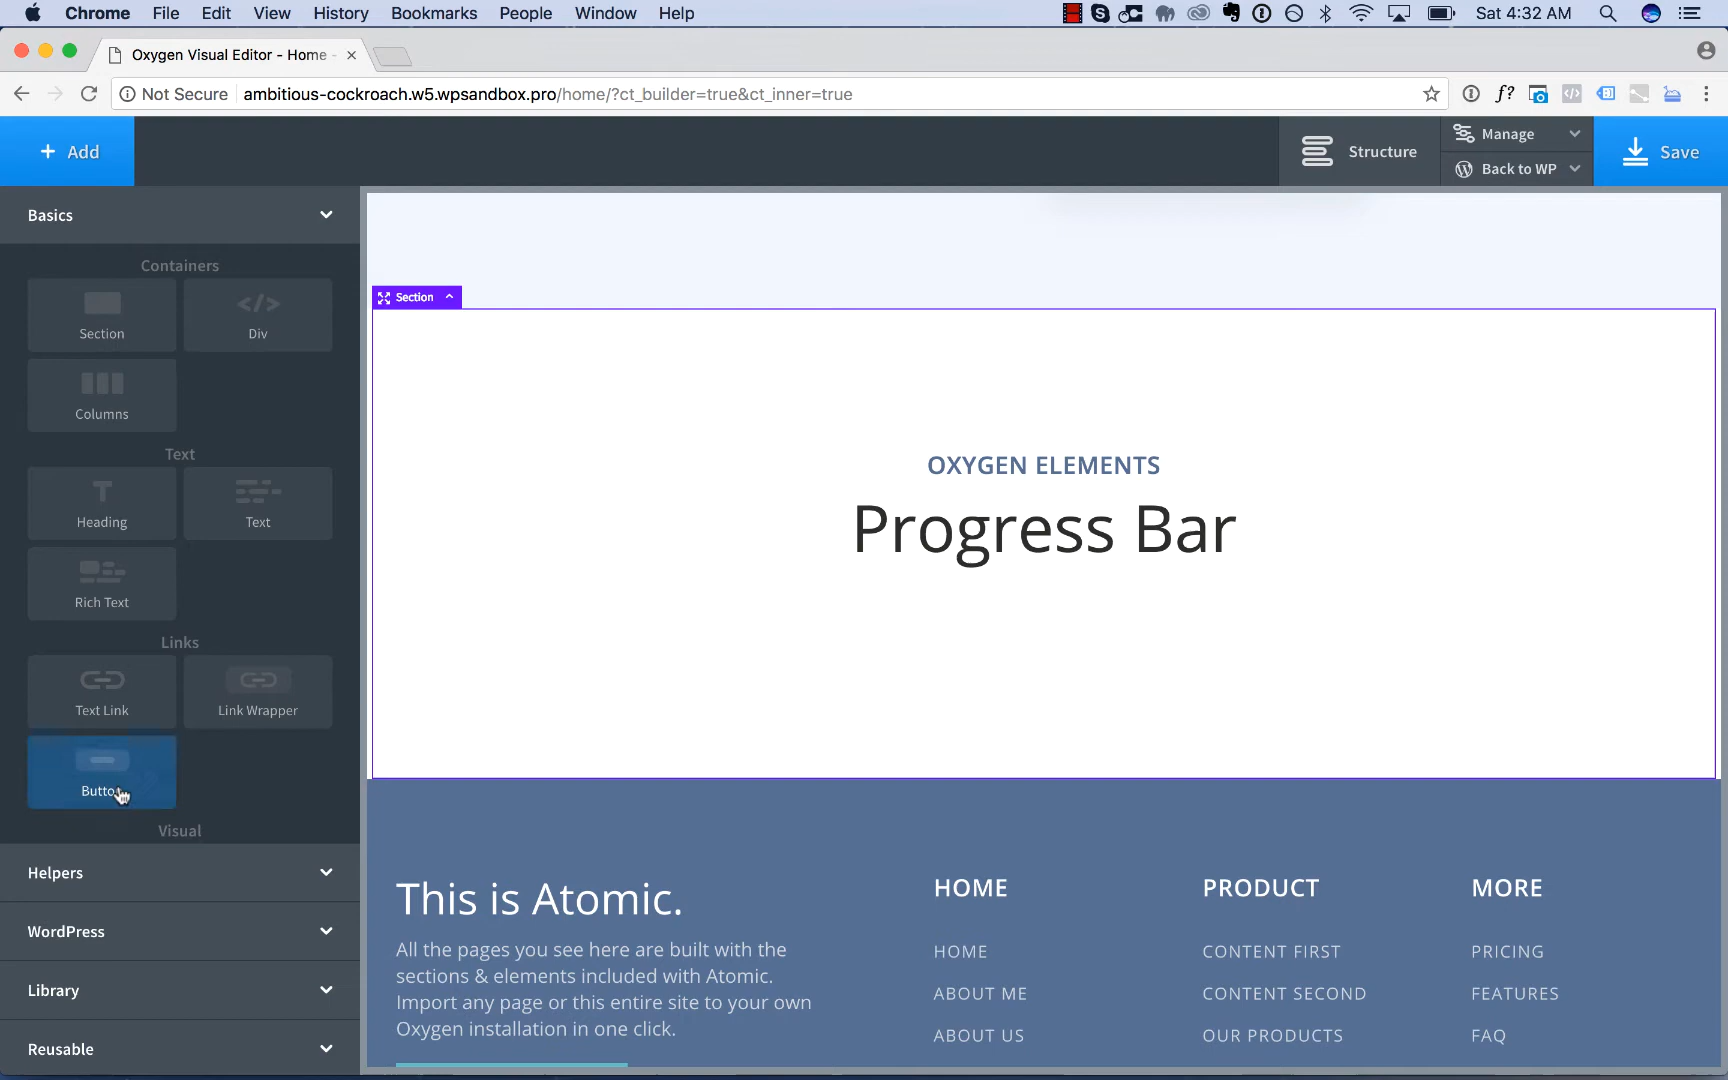 Chrome File Edit View History Bookmarks People Window Help Sat 4:32 AM
Oxygen Visual Editor - Home -
Not Secure ambitious-cockroach.w5.wpsandbox.pro/home/?ct_builder=true&ct_inner=true
+ Add
Structure
Manage
Back to WP
Save
Basics
Containers
Section
Div
Columns
Text
Heading
Text
Rich Text
Links
Text Link
Link Wrapper
Button
Visual
Helpers
WordPress
Library
Reusable
Section
OXYGEN ELEMENTS
Progress Bar
This is Atomic.
All the pages you see here are built with the
sections & elements included with Atomic.
Import any page or this entire site to your own
Oxygen installation in one click.
HOME
HOME
ABOUT ME
ABOUT US
PRODUCT
CONTENT FIRST
CONTENT SECOND
OUR PRODUCTS
MORE
PRICING
FEATURES
FAQ